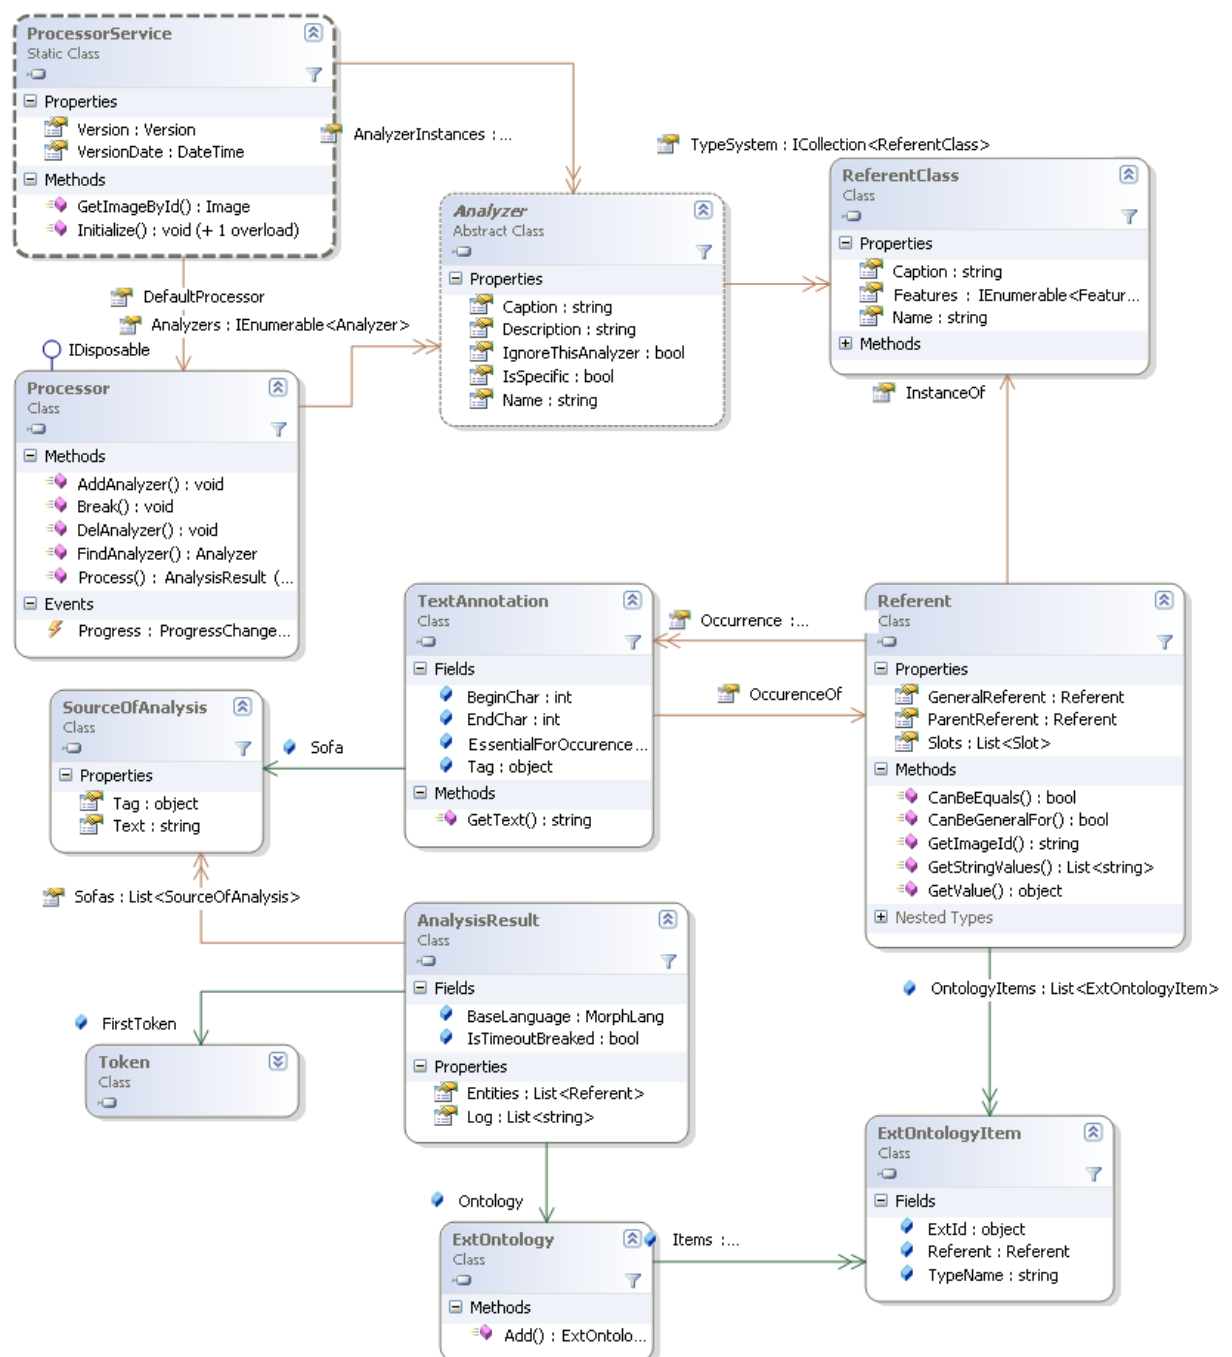 ProcessorService
Static Class
Properties
Version : Version
VersionDate : DateTime
Methods
GetImageById() : Image
Initialize() : void (+ 1 overload)
AnalyzerInstances :...
TypeSystem : ICollection<ReferentClass>
Analyzer
Abstract Class
Properties
Caption : string
Description : string
IgnoreThisAnalyzer : bool
IsSpecific : bool
Name : string
ReferentClass
Class
Properties
Caption : string
Features : IEnumerable<Featur...
Name : string
Methods
DefaultProcessor
Analyzers : IEnumerable<Analyzer>
IDisposable
InstanceOf
Processor
Class
Methods
AddAnalyzer() : void
Break() : void
DelAnalyzer() : void
FindAnalyzer() : Analyzer
Process() : AnalysisResult (...
Events
Progress : ProgressChange...
TextAnnotation
Class
Fields
BeginChar : int
EndChar : int
EssentialForOccurence...
Tag : object
Methods
GetText() : string
Occurrence :...
OccurenceOf
Referent
Class
Properties
GeneralReferent : Referent
ParentReferent : Referent
Slots : List<Slot>
Methods
CanBeEquals() : bool
CanBeGeneralFor() : bool
GetImageId() : string
GetStringValues() : List<string>
GetValue() : object
Nested Types
SourceOfAnalysis
Class
Properties
Tag : object
Text : string
Sofa
Sofas : List<SourceOfAnalysis>
AnalysisResult
Class
Fields
BaseLanguage : MorphLang
IsTimeoutBreaked : bool
Properties
Entities : List<Referent>
Log : List<string>
OntologyItems : List<ExtOntologyItem>
FirstToken
Token
Class
Ontology
ExtOntology
Class
Methods
Add() : ExtOntolo...
Items :...
ExtOntologyItem
Class
Fields
ExtId : object
Referent : Referent
TypeName : string